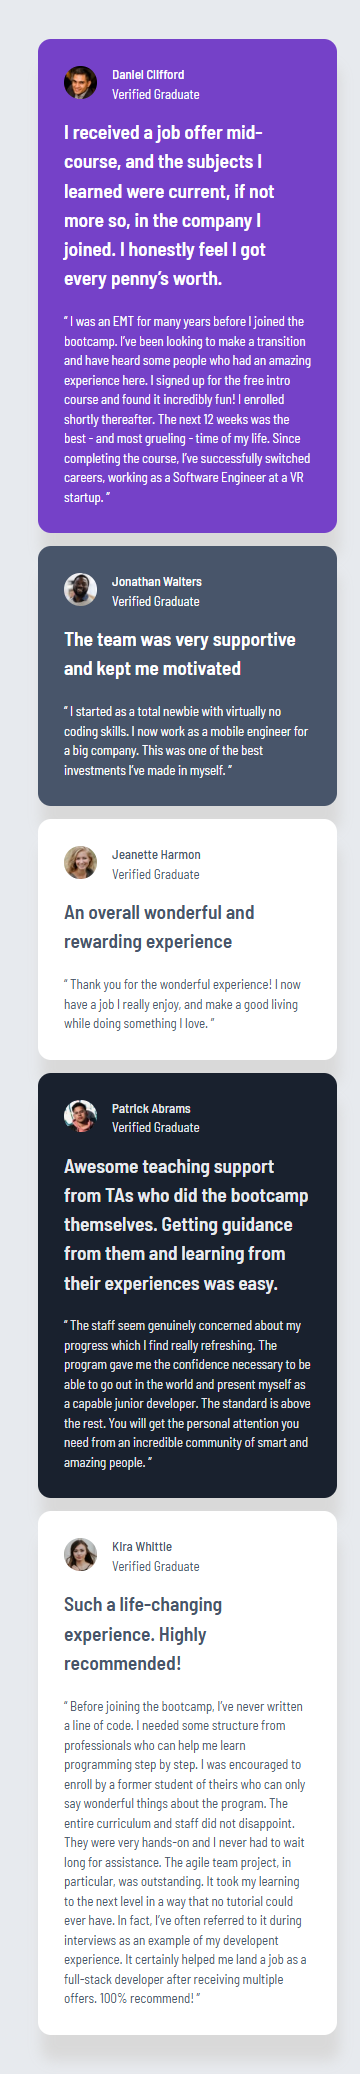 Daniel Clifford
Verified Graduate
I received a job offer mid-
course, and the subjects I
learned were current, if not
more so, in the company I
joined. I honestly feel I got
every penny’s worth.
“ I was an EMT for many years before I joined the
bootcamp. I’ve been looking to make a transition
and have heard some people who had an amazing
experience here. I signed up for the free intro
course and found it incredibly fun! I enrolled
shortly thereafter. The next 12 weeks was the
best - and most grueling - time of my life. Since
completing the course, I’ve successfully switched
careers, working as a Software Engineer at a VR
startup. ”
Jonathan Walters
Verified Graduate
The team was very supportive
and kept me motivated
“ I started as a total newbie with virtually no
coding skills. I now work as a mobile engineer for
a big company. This was one of the best
investments I’ve made in myself. ”
Jeanette Harmon
Verified Graduate
An overall wonderful and
rewarding experience
“ Thank you for the wonderful experience! I now
have a job I really enjoy, and make a good living
while doing something I love. ”
Patrick Abrams
Verified Graduate
Awesome teaching support
from TAs who did the bootcamp
themselves. Getting guidance
from them and learning from
their experiences was easy.
“ The staff seem genuinely concerned about my
progress which I find really refreshing. The
program gave me the confidence necessary to be
able to go out in the world and present myself as
a capable junior developer. The standard is above
the rest. You will get the personal attention you
need from an incredible community of smart and
amazing people. ”
Kira Whittle
Verified Graduate
Such a life-changing
experience. Highly
recommended!
“ Before joining the bootcamp, I’ve never written
a line of code. I needed some structure from
professionals who can help me learn
programming step by step. I was encouraged to
enroll by a former student of theirs who can only
say wonderful things about the program. The
entire curriculum and staff did not disappoint.
They were very hands-on and I never had to wait
long for assistance. The agile team project, in
particular, was outstanding. It took my learning
to the next level in a way that no tutorial could
ever have. In fact, I’ve often referred to it during
interviews as an example of my developent
experience. It certainly helped me land a job as a
full-stack developer after receiving multiple
offers. 100% recommend! ”